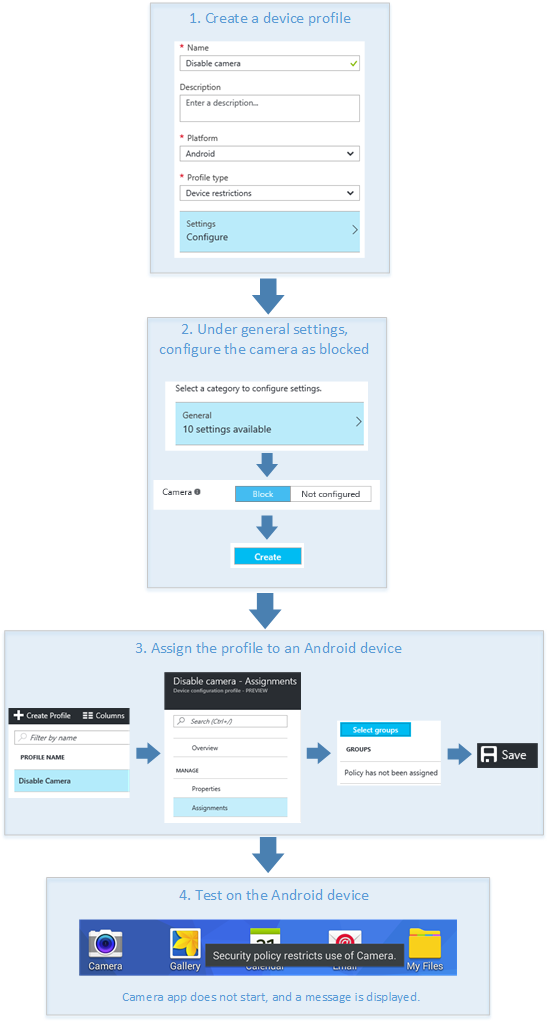 1. Create a device profile
* Name
Disable camera
Description
Enter a description...
* Platform
Android
* Profile type
Device restrictions
Settings
Configure
2. Under general settings,
configure the camera as blocked
Select a category to configure settings.
General
10 settings available
Camera
Block
Not configured
Create
3. Assign the profile to an Android device
Create Profile
Columns
Filter by name
PROFILE NAME
Disable Camera
Disable camera - Assignments
Device configuration profile - PREVIEW
Search (Ctrl+/)
Overview
MANAGE
Properties
Assignments
Select groups
GROUPS
Policy has not been assigned
Save
4. Test on the Android device
31
Security policy restricts use of Camera.
Camera
Gallery
Calendar
Email
My Files
Camera app does not start, and a message is displayed.